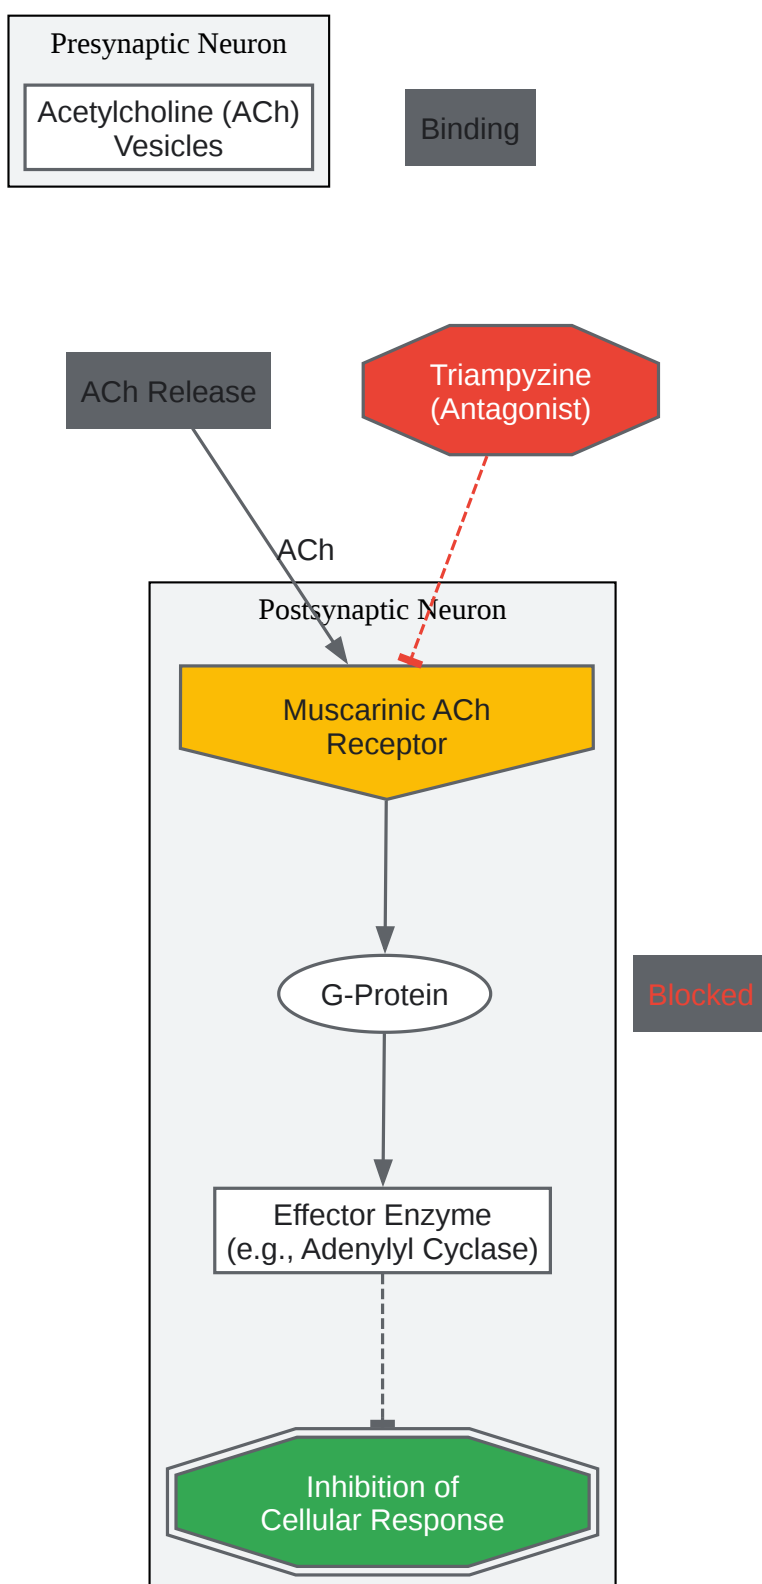 Presynaptic Neuron
Acetylcholine (ACh)
Vesicles
Binding
ACh Release
Triampyzine
(Antagonist)
ACh
Postsynaptic Neuron
Muscarinic ACh
Receptor
G-Protein
Blocked
Effector Enzyme
(e.g., Adenylyl Cyclase)
Inhibition of
Cellular Response